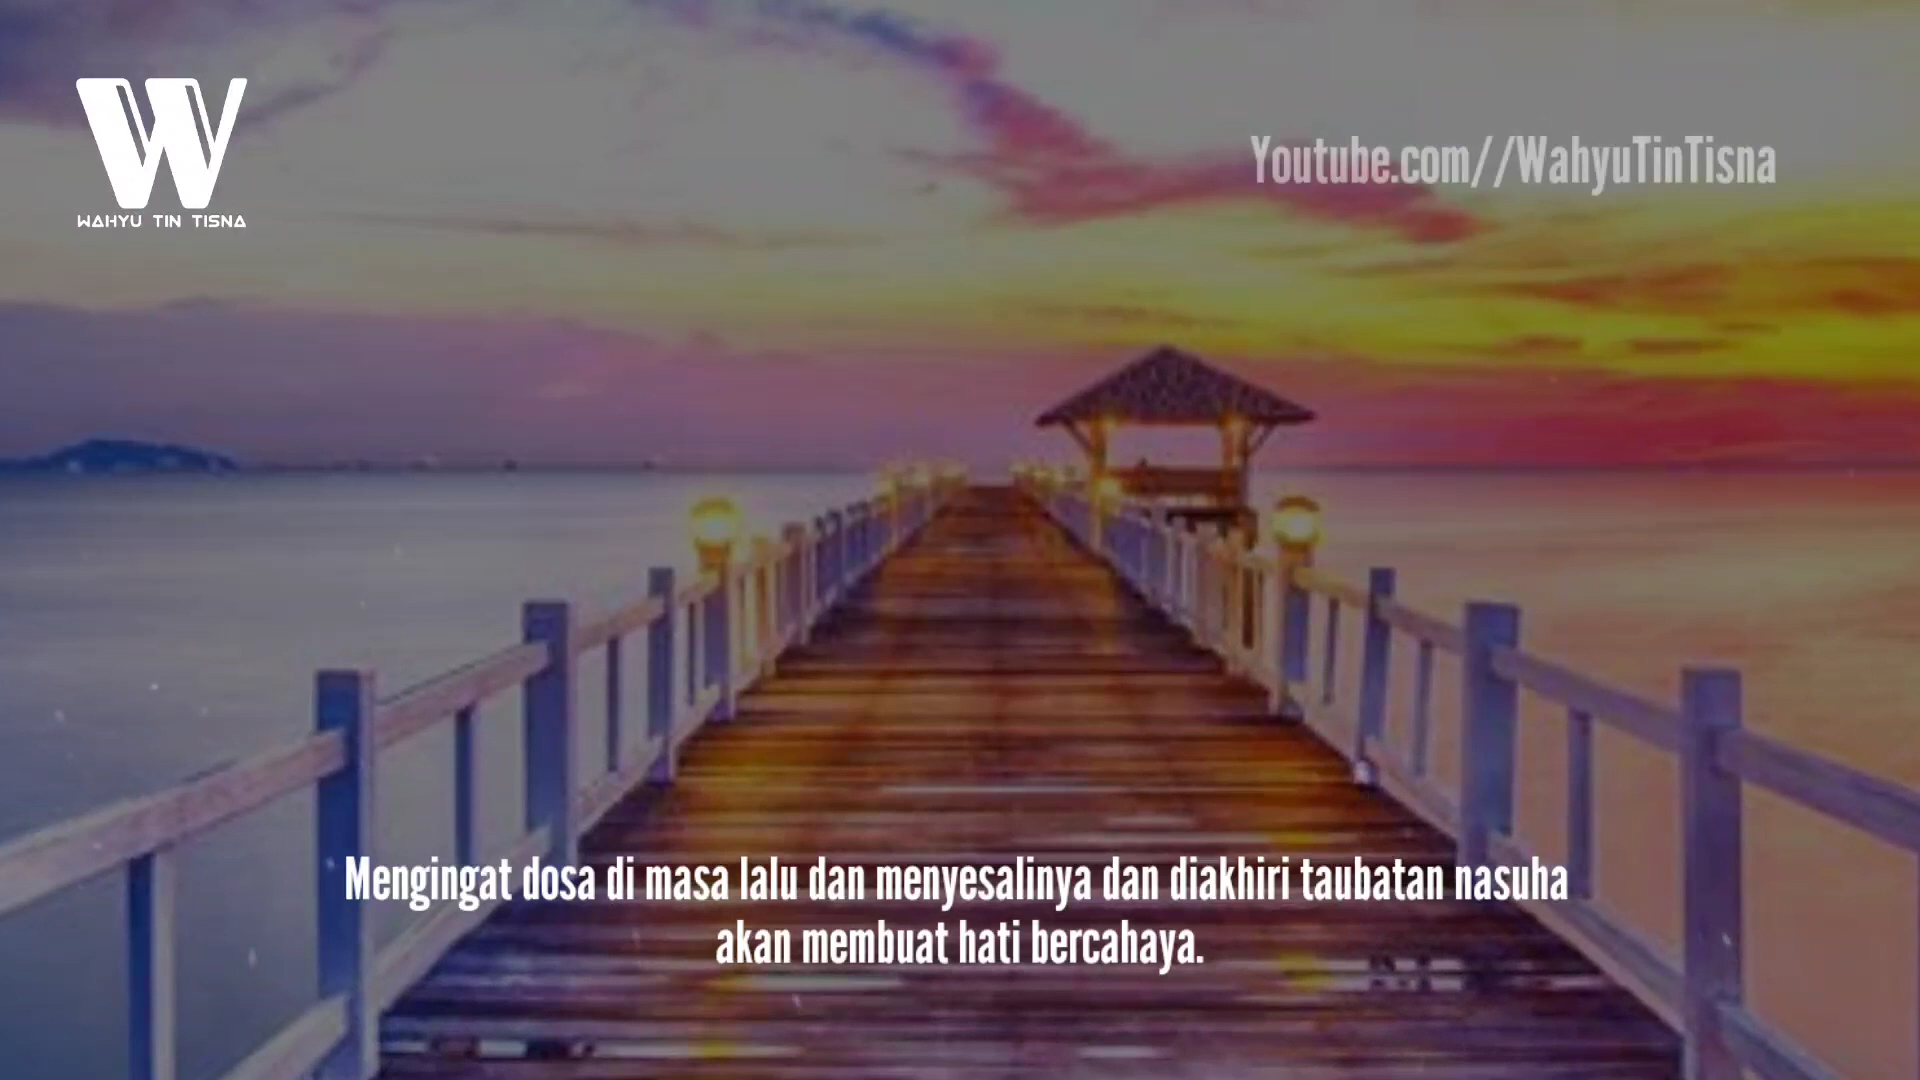 WAHYU TIN TISNA
Youtube.com//WahyuTinTisna
Mengingat dosa di masa lalu dan menyesalinya dan diakhiri taubatan nasuha
akan membuat hati bercahaya.